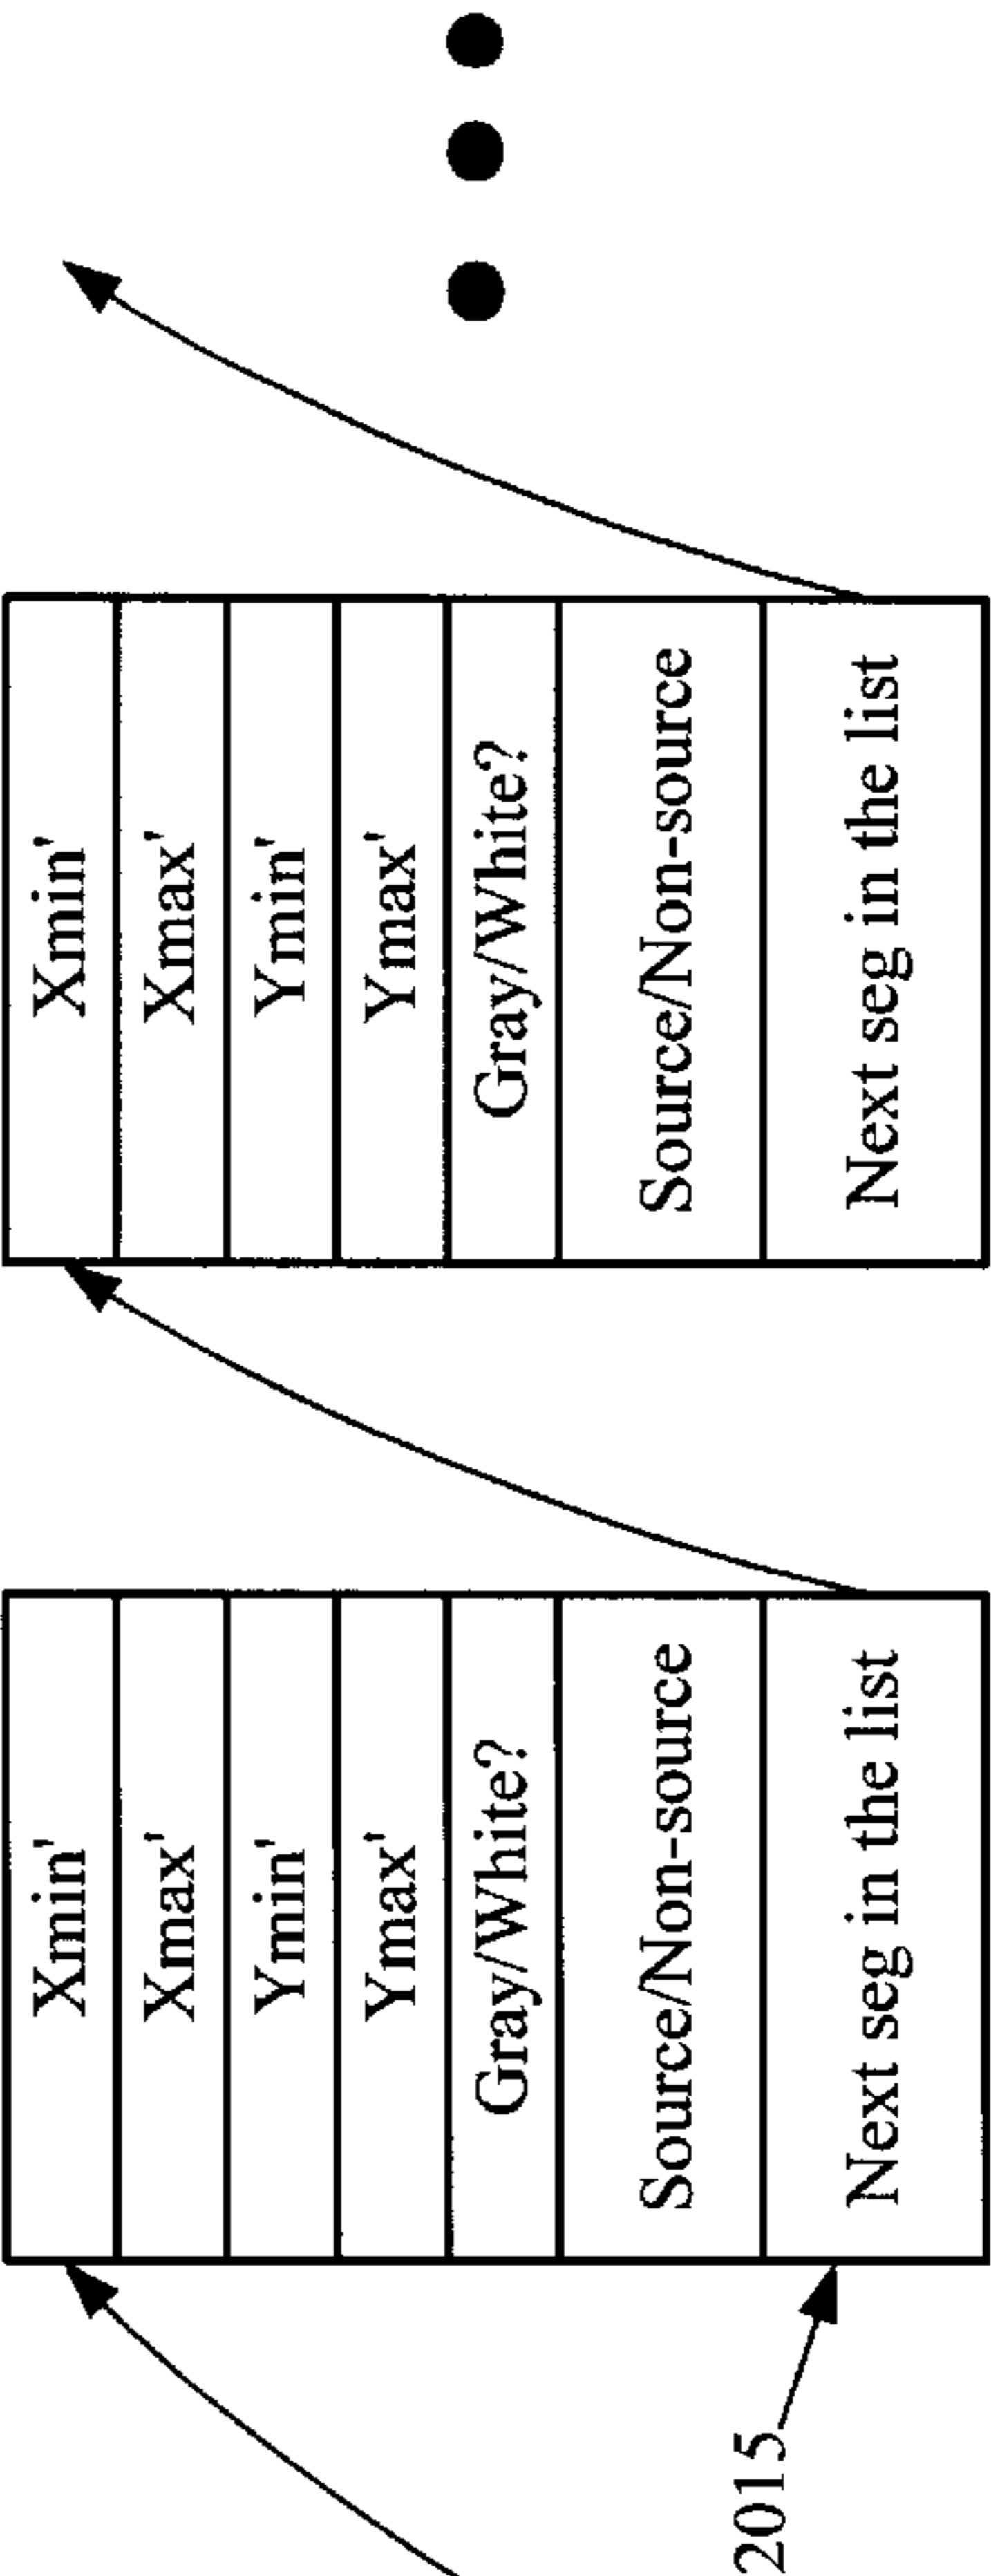 Xmin'
Xmax'
Ymin'
Ymax'
Gray/White?
Source/Non-source
Next seg in the list
2015
Xmin'
Xmax'
Ymin'
Ymax'
Gray/White?
Source/Non-source
Next seg in the list